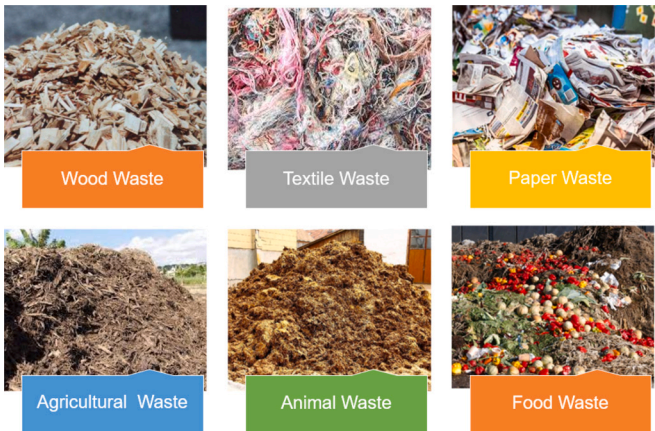 Wood Waste
Textile Waste
Paper Waste
Agricultural Waste
Animal Waste
Food Waste